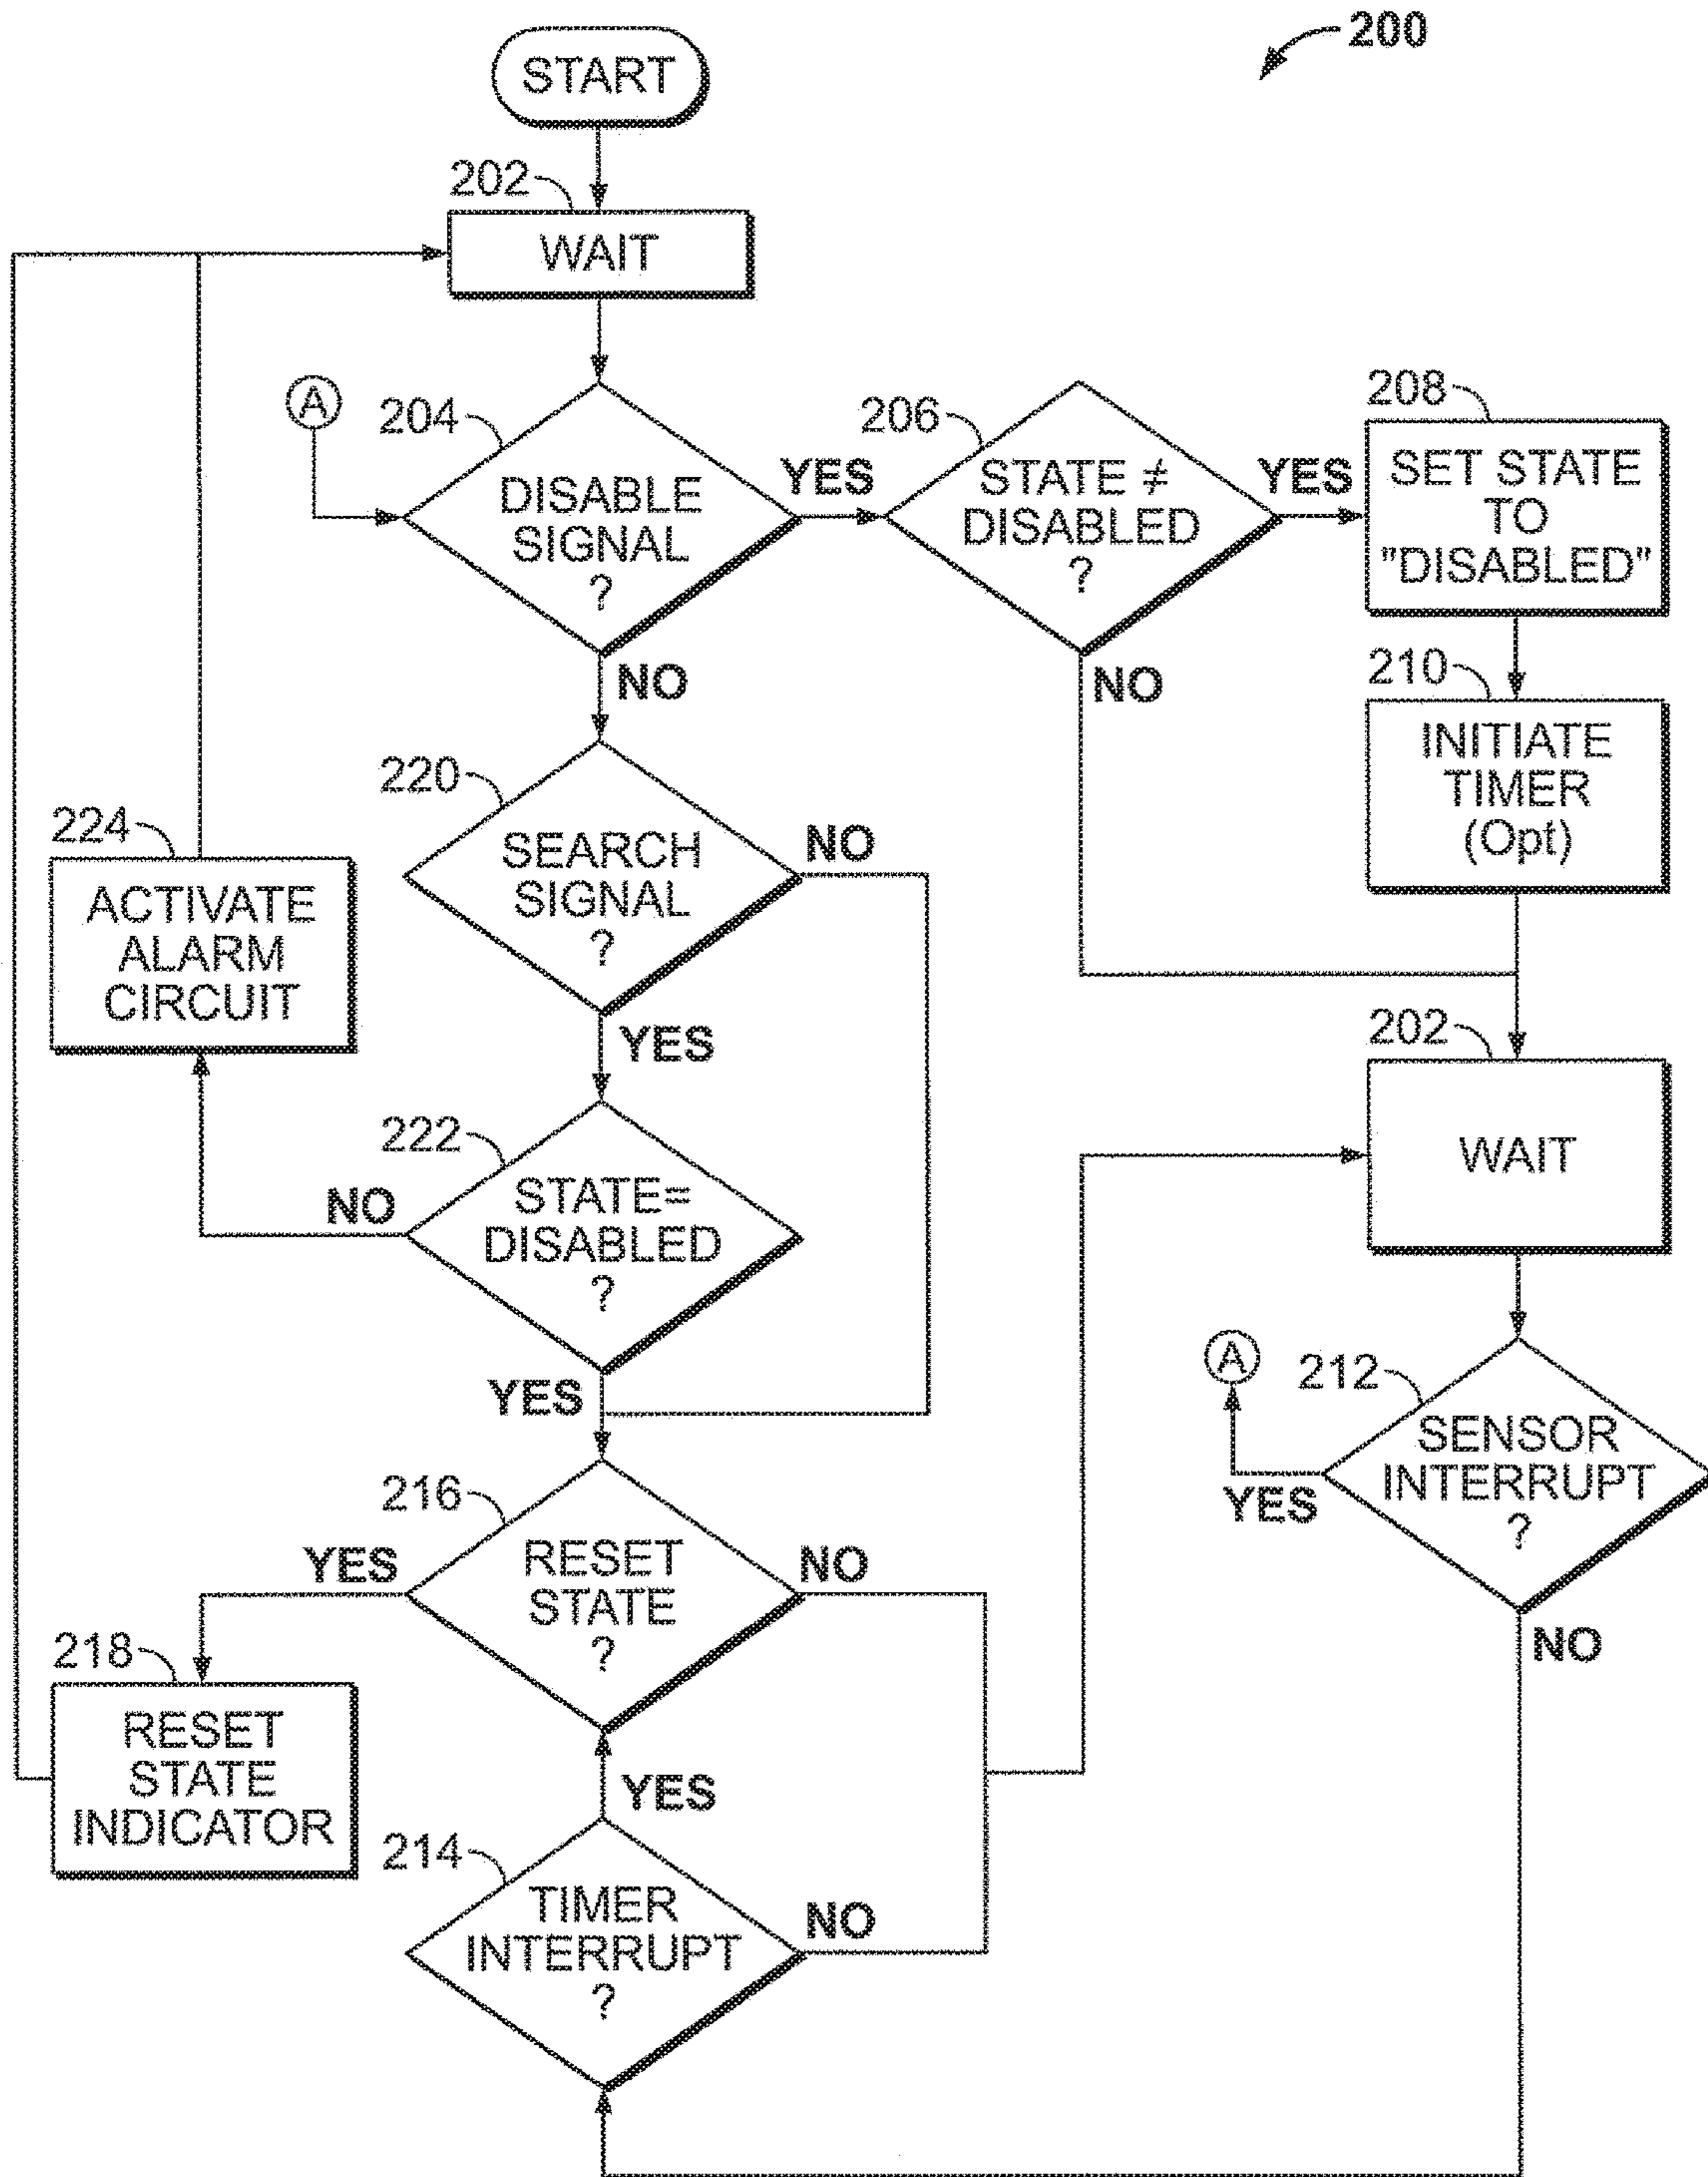 200
START
202
WAIT
A
204
DISABLE
SIGNAL
?
YES
NO
206
STATE ≠
DISABLED
?
YES
NO
208
SET STATE
TO
"DISABLED"
210
INITIATE
TIMER
(Opt)
220
SEARCH
SIGNAL
?
NO
YES
224
ACTIVATE
ALARM
CIRCUIT
222
STATE=
DISABLED
?
NO
YES
202
WAIT
A
212
SENSOR
INTERRUPT
?
YES
NO
216
RESET
STATE
?
YES
NO
218
RESET
STATE
INDICATOR
214
TIMER
INTERRUPT
?
YES
NO